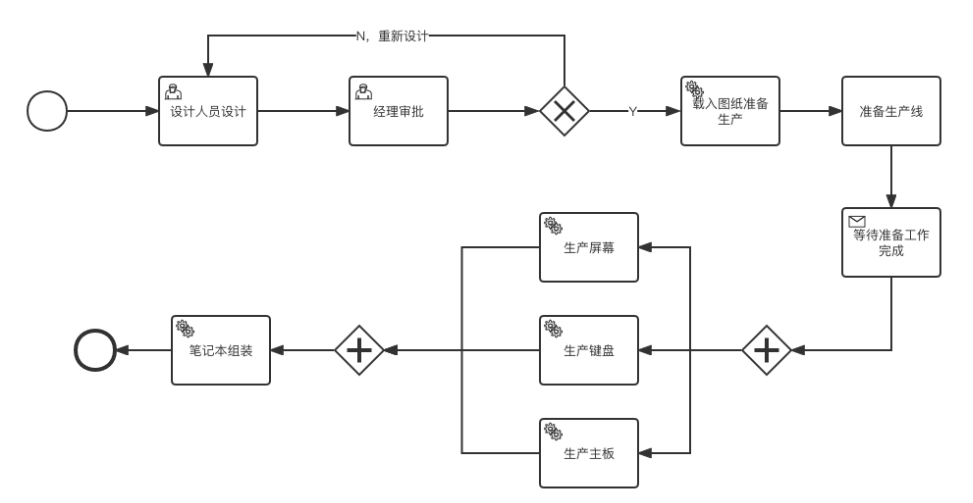 N，重新设计
设计人员设计
经理审批
Y
载入图纸准备
生产
准备生产线
等待准备工作
完成
生产屏幕
笔记本组装
生产键盘
生产主板